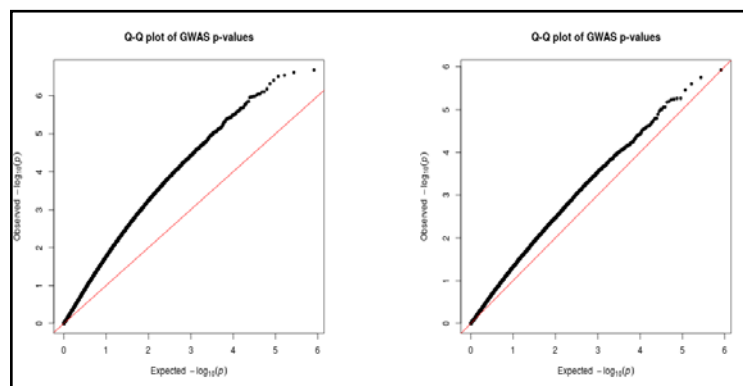 Q-Q plot of GWAS p-values
Observed −log10(p)
6
5
4
3
2
1
0
0 1 2 3 4 5 6
Expected −log10(p)
Q-Q plot of GWAS p-values
Observed −log10(p)
6
5
4
3
2
1
0
0 1 2 3 4 5 6
Expected −log10(p)